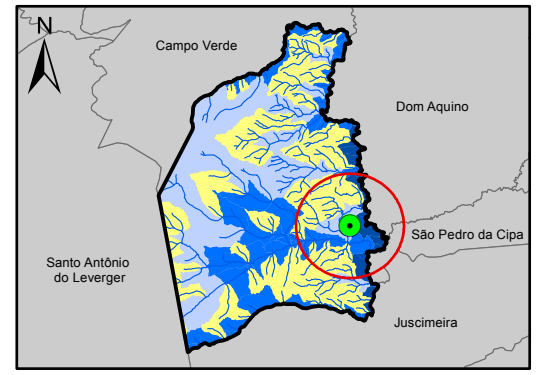 N
Campo Verde
Dom Aquino
São Pedro da Cipa
Santo Antônio
do Leverger
Juscimeira